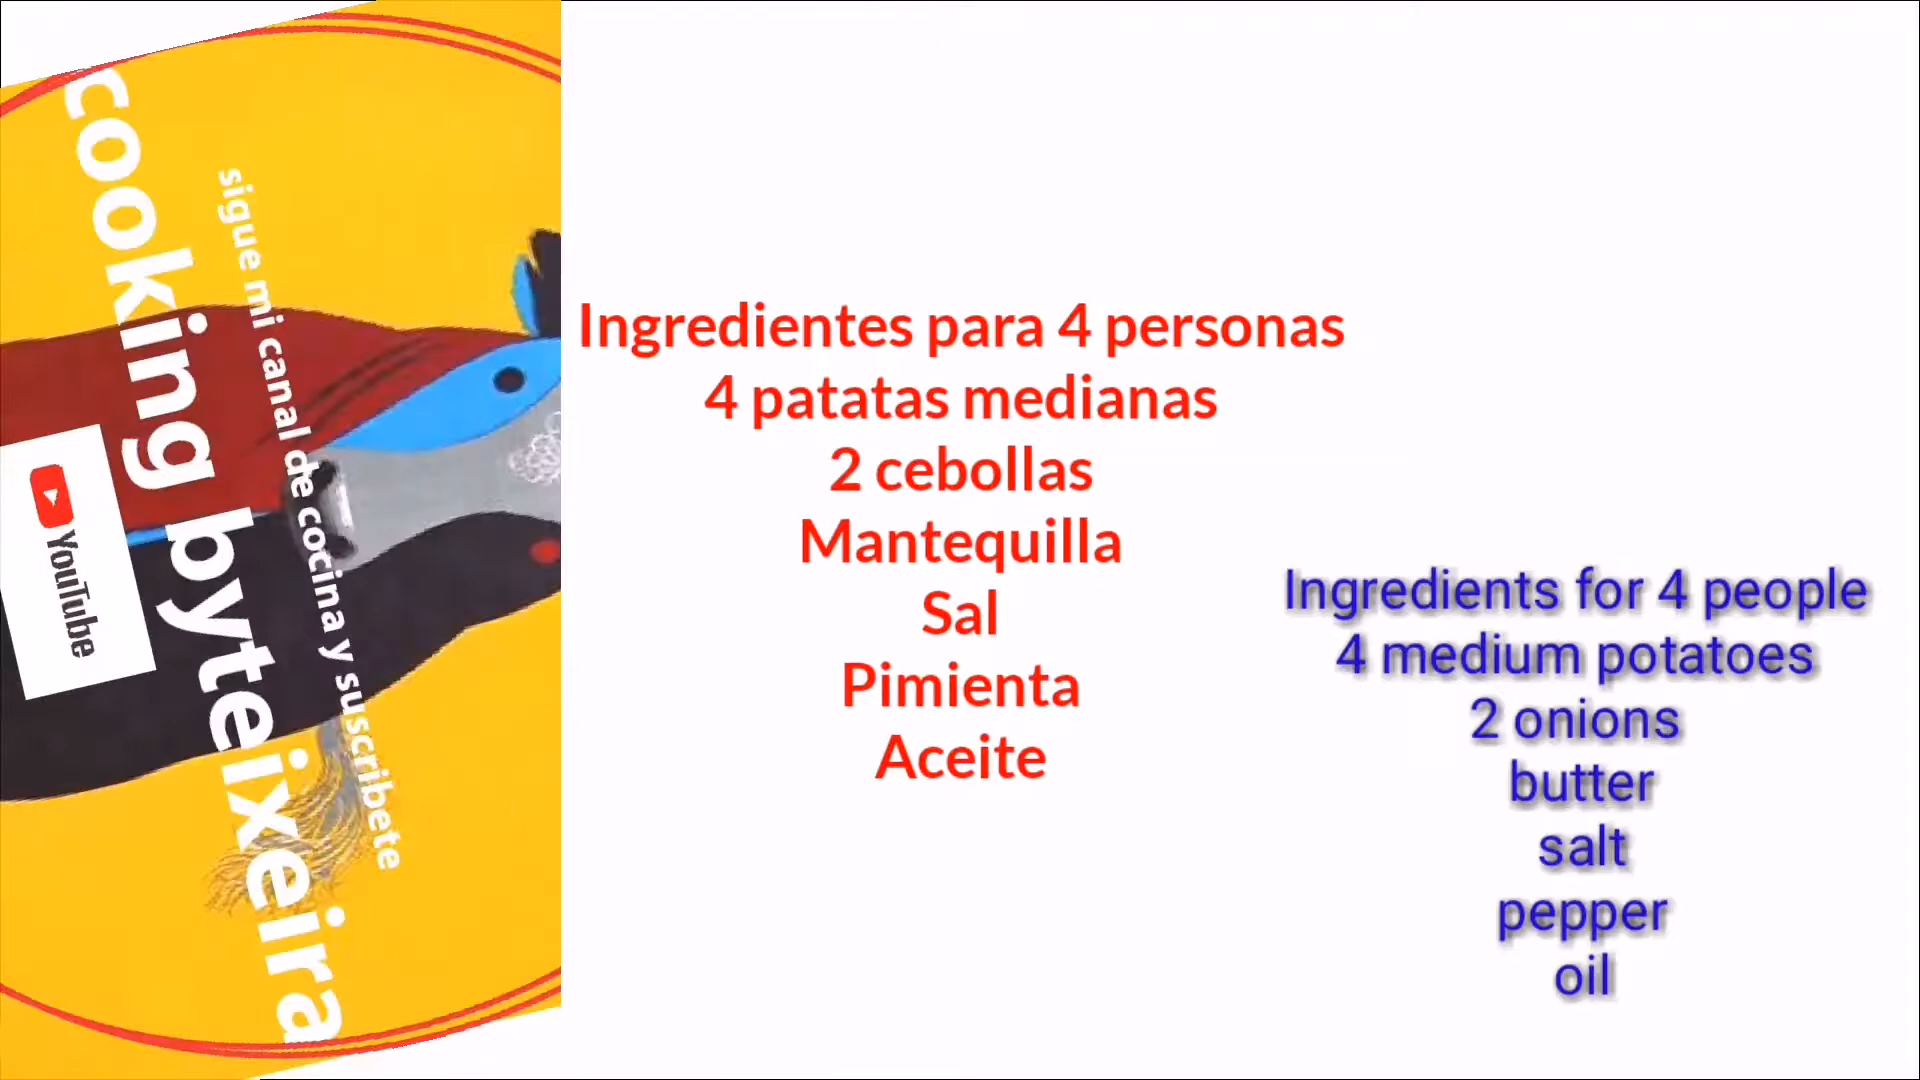 cooking byteixeira
sigue mi canal de cocina y suscribete
YouTube
Ingredientes para 4 personas
4 patatas medianas
2 cebollas
Mantequilla
Sal
Pimienta
Aceite
Ingredients for 4 people
4 medium potatoes
2 onions
butter
salt
pepper
oil